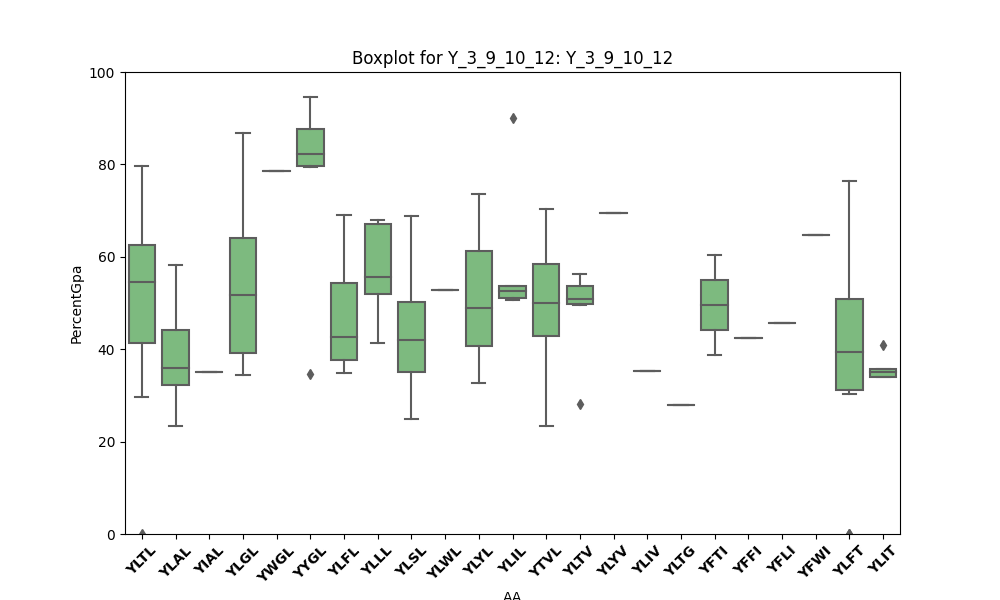 Boxplot for Y_3_9_10_12: Y_3_9_10_12
100
80
60
40
20
0
PercentGpa
YLTL YLAL YIAL YLGL YWGL YYGL YLFL YLLL YLSL YLWL YLYL YLIL YTVL YLTV YLYV YLIV YLTG YFTI YFFI YFLI YFWI YLFT YLIT
AA